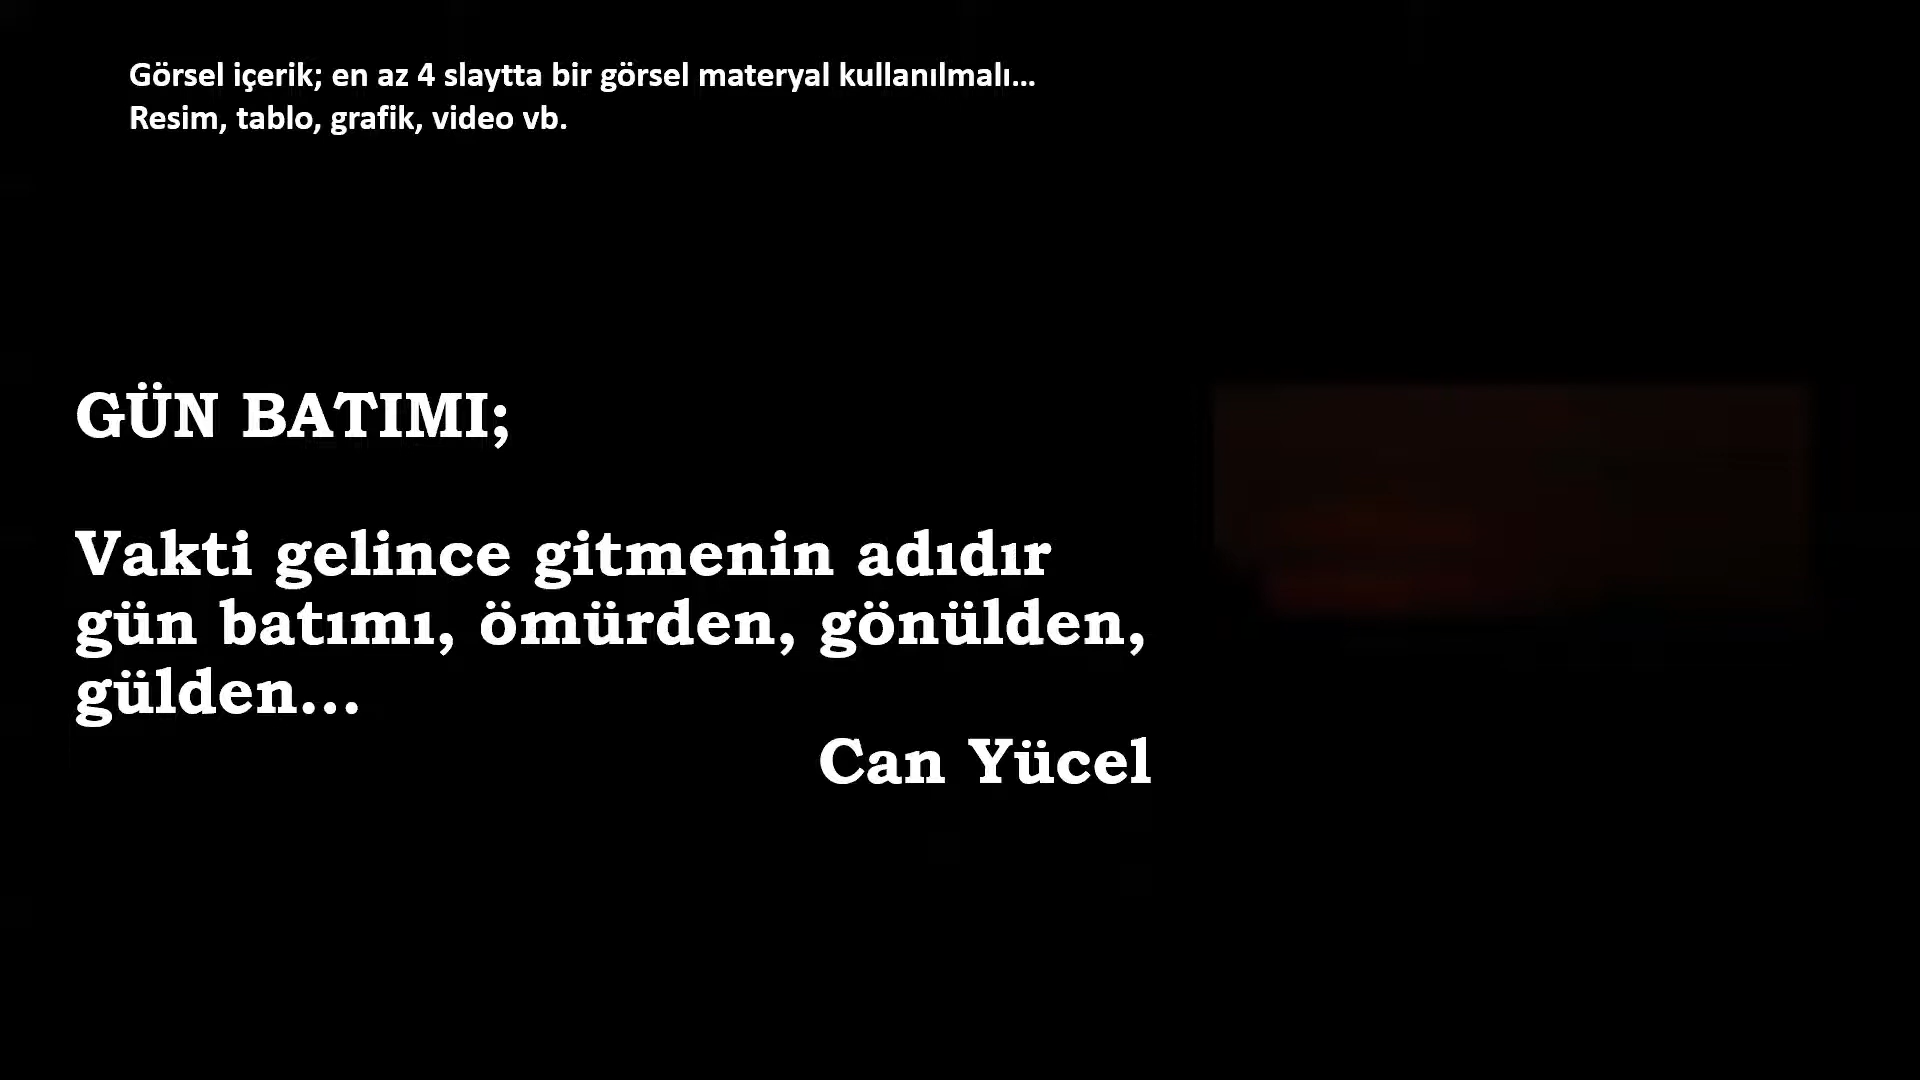 Görsel içerik; en az 4 slaytta bir görsel materyal kullanılmalı...
Resim, tablo, grafik, video vb.
GÜN BATIMI;
Vakti gelince gitmenin adıdır
gün batımı, ömürden, gönülden,
gülden...
Can Yücel